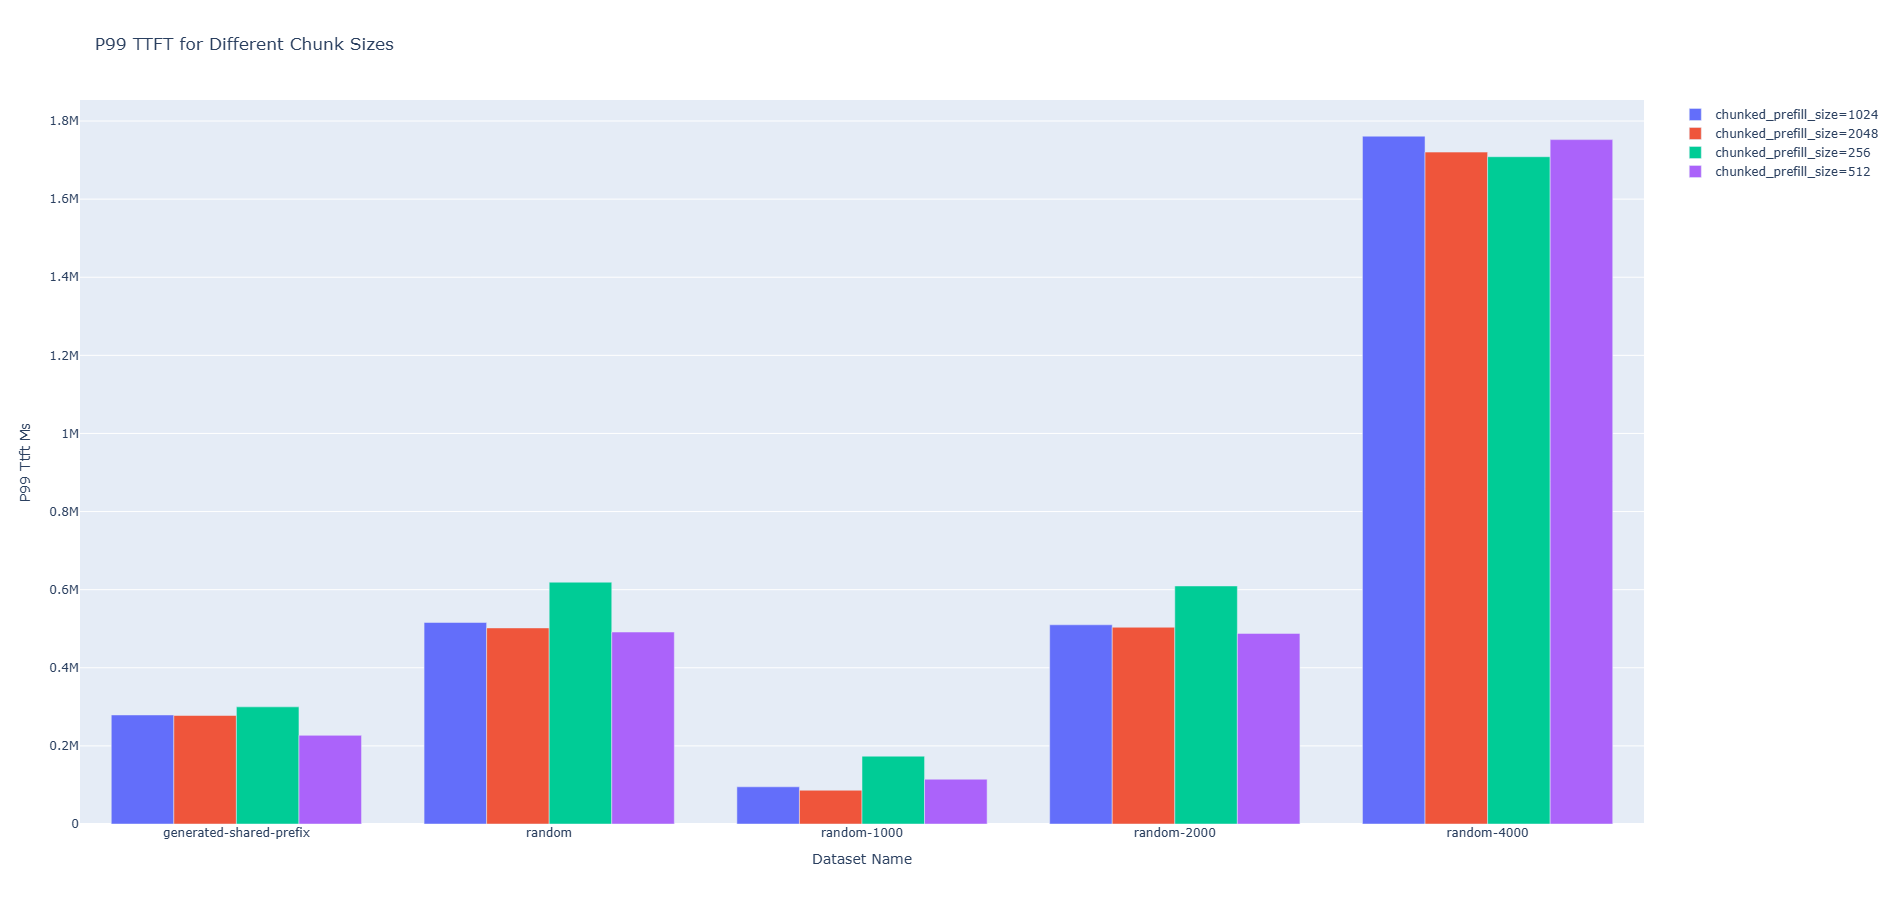 P99 TTFT for Different Chunk Sizes
chunked_prefill_size=1024
chunked_prefill_size=2048
chunked_prefill_size=256
chunked_prefill_size=512
P99 Ttft Ms
1.8M
1.6M
1.4M
1.2M
1M
0.8M
0.6M
0.4M
0.2M
0
generated-shared-prefix
random
random-1000
random-2000
random-4000
Dataset Name